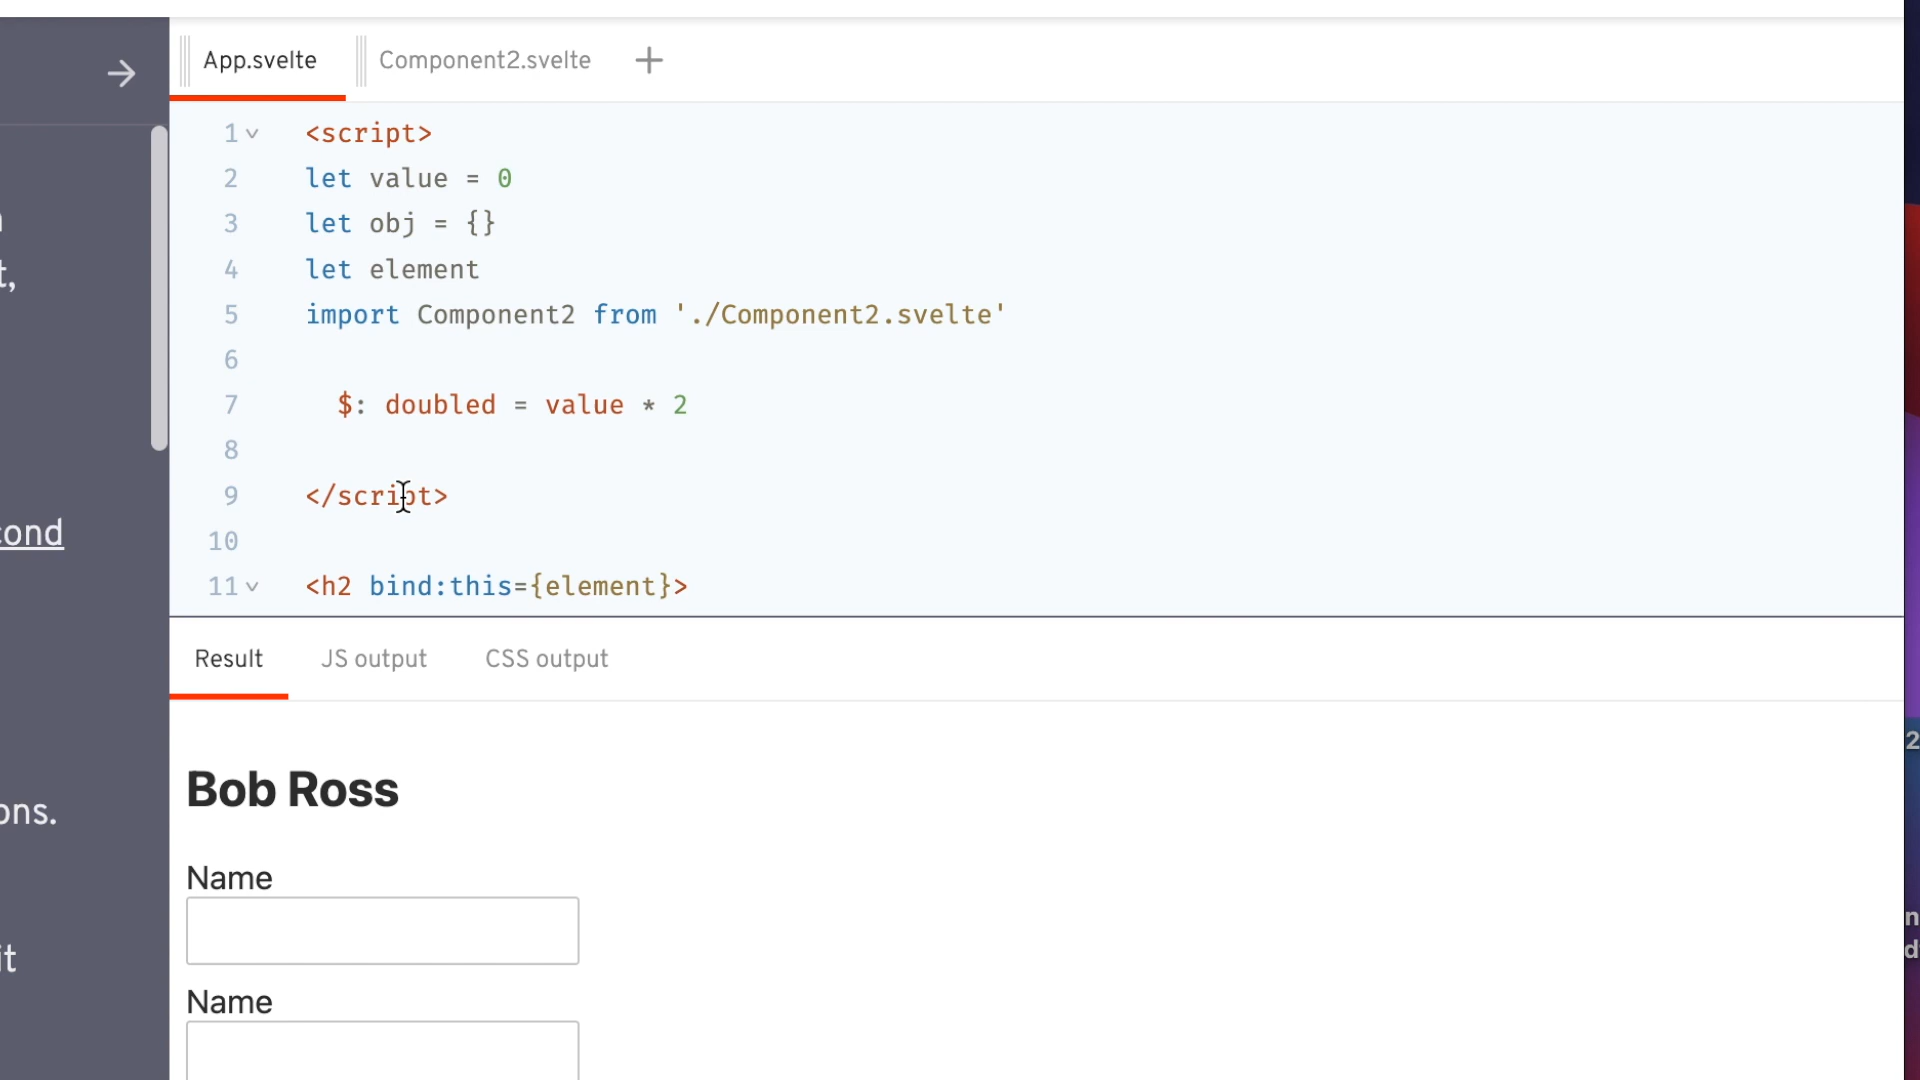 App.svelte
Component2.svelte
1 <script>
2 let value = 0
3 let obj = {}
4 let element
5 import Component2 from './Component2.svelte'
6
7 $: doubled = value * 2
8
9 </script>
10
11 <h2 bind:this={element}>
Result
JS output
CSS output
Bob Ross
Name
Name